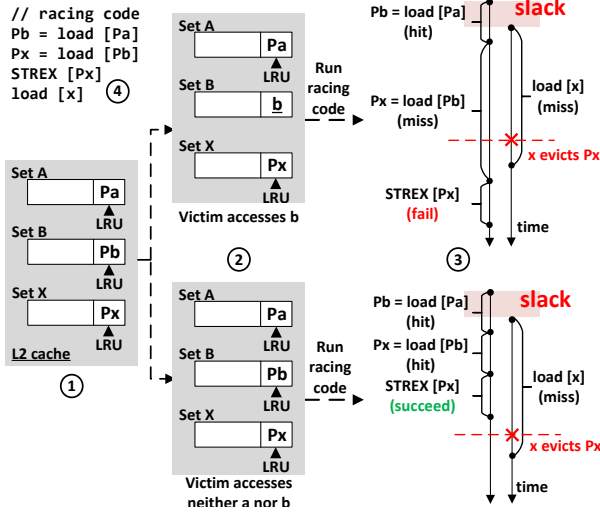 // racing code
Pb = load [Pa]
Px = load [Pb]
STREX [Px]
load [x]
4
Set A
Pa
LRU
Set B
Pb
LRU
Set X
Px
LRU
L2 cache
1
Set A
Pa
LRU
Set B
b
Set X
Px
LRU
Victim accesses b
Run
racing
code
2
Set A
Pa
LRU
Set B
Pb
LRU
Set X
Px
LRU
Victim accesses
neither a nor b
Run
racing
code
slack
Pb = load [Pa]
(hit)
Px = load [Pb]
(miss)
load [x]
(miss)
x evicts Px
STREX [Px]
(fail)
time
3
slack
Pb = load [Pa]
(hit)
Px = load [Pb]
(hit)
STREX [Px]
(succeed)
load [x]
(miss)
x evicts Px
time